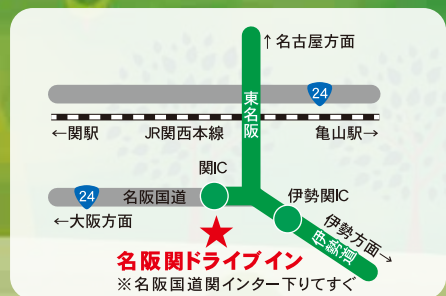 ↑名古屋方面
東名阪
24
←関駅
JR関西本線
亀山駅→
関IC
24
名阪国道
伊勢関IC
←大阪方面
伊勢方面→
伊勢道
名阪関ドライブイン
※名阪国道関インター下りてすぐ